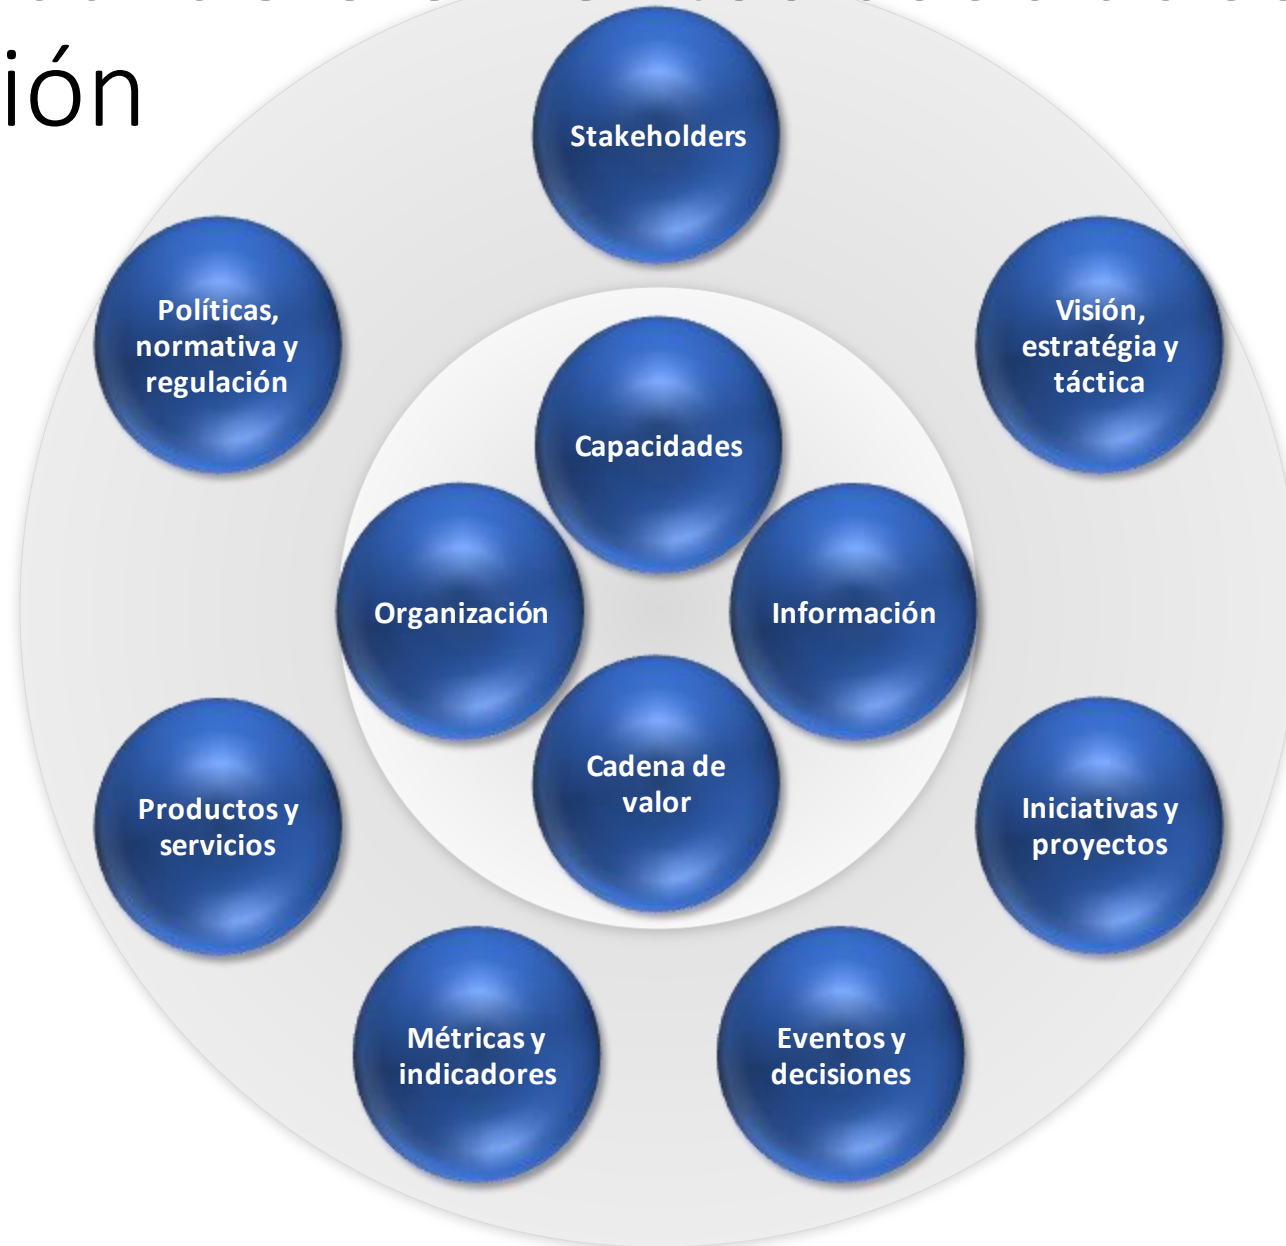 ión
Stakeholders
Políticas,
normativa y
regulación
Visión,
estratégia y
táctica
Capacidades
Organización
Información
Cadena de
valor
Productos y
servicios
Iniciativas y
proyectos
Métricas y
indicadores
Eventos y
decisiones